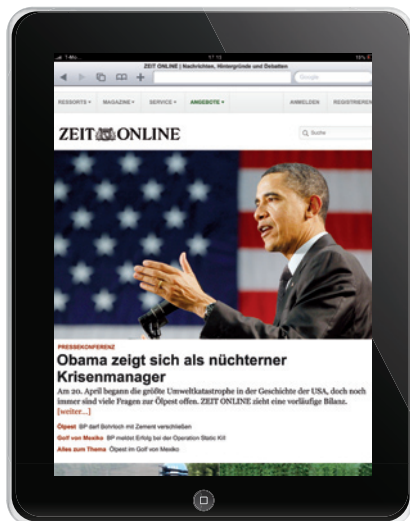 ZEIT ONLINE | Nachrichten, Hintergründe und Debatten
Google
RESSORTS MAGAZINE SERVICE ANGEBOTE ANMELDEN REGISTRIEREN
ZEIT ONLINE
Suche
PRESSEKONFERENZ
Obama zeigt sich als nüchterner
Krisenmanager
Am 20. April begann die größte Umweltkatastrophe in der Geschichte der USA, doch noch
immer sind viele Fragen zur Ölpest offen. ZEIT ONLINE zieht eine vorläufige Bilanz.
[weiter...]
Ölpest BP darf Bohrloch mit Zement verschließen
Golf von Mexiko BP meldet Erfolg bei der Operation Static Kill
Alles zum Thema Ölpest im Golf von Mexiko